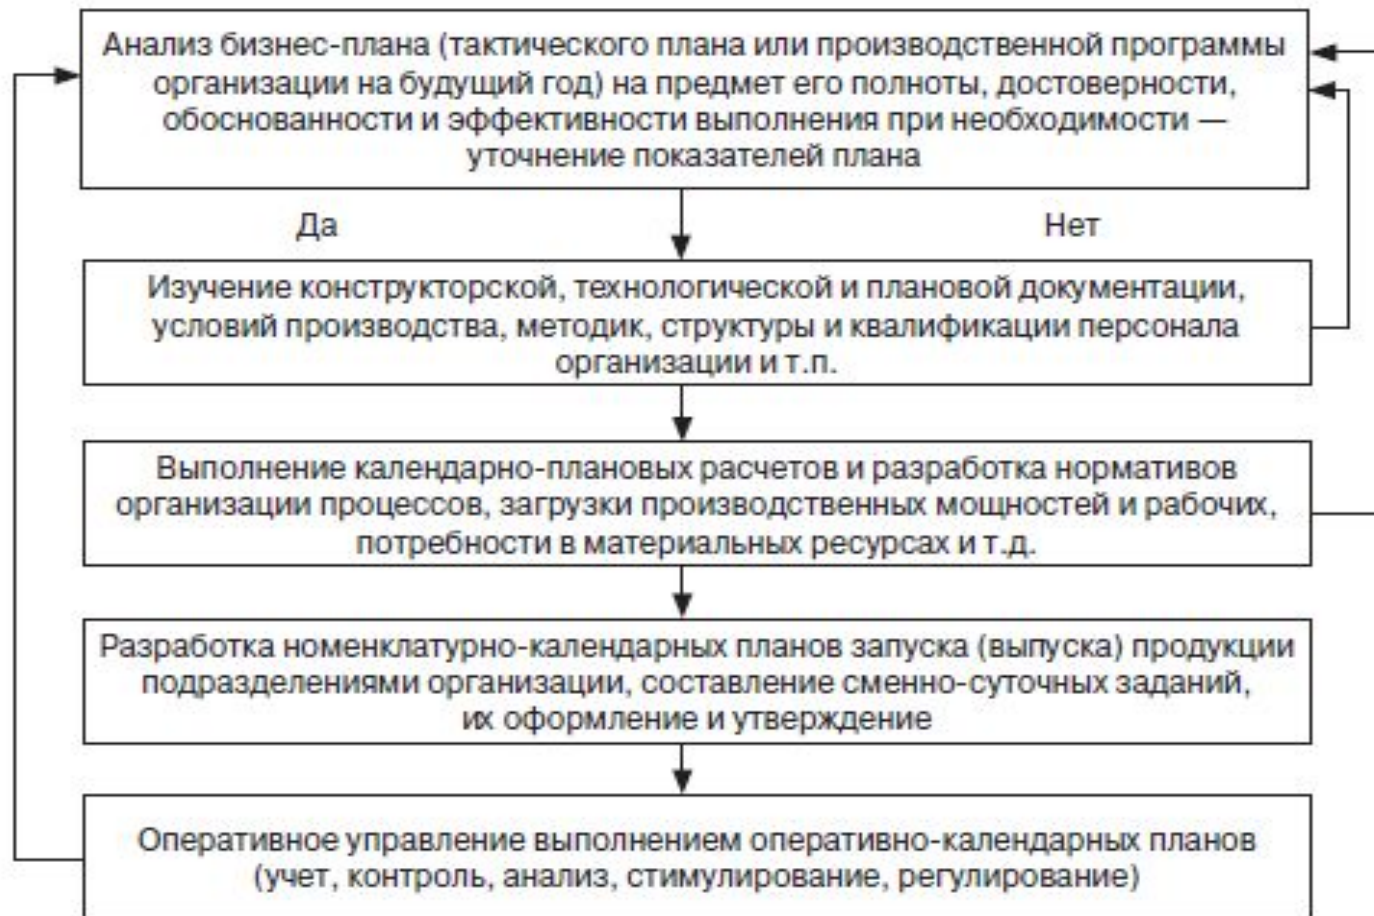 Анализ бизнес-плана (тактического плана или производственной программы
организации на будущий год) на предмет его полноты, достоверности,
обоснованности и эффективности выполнения при необходимости —
уточнение показателей плана
Да
Нет
Изучение конструкторской, технологической и плановой документации,
условий производства, методик, структуры и квалификации персонала
организации и т.п.
Выполнение календарно-плановых расчетов и разработка нормативов
организации процессов, загрузки производственных мощностей и рабочих,
потребности в материальных ресурсах и т.д.
Разработка номенклатурно-календарных планов запуска (выпуска) продукции
подразделениями организации, составление сменно-суточных заданий,
их оформление и утверждение
Оперативное управление выполнением оперативно-календарных планов
(учет, контроль, анализ, стимулирование, регулирование)